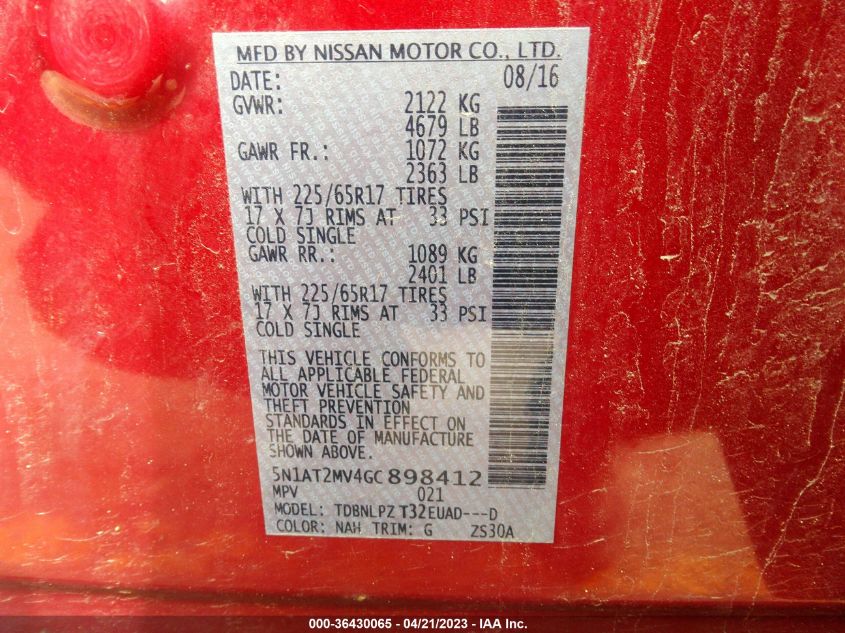 MFD BY NISSAN MOTOR CO., LTD.
DATE: 08/16
GVWR: 2122 KG
4679 LB
GAWR FR.: 1072 KG
2363 LB
WITH 225/65R17 TIRES
17 X 7J RIMS AT 33 PSI
COLD SINGLE
GAWR RR.: 1089 KG
2401 LB
WITH 225/65R17 TIRES
17 X 7J RIMS AT 33 PSI
COLD SINGLE
THIS VEHICLE CONFORMS TO
ALL APPLICABLE FEDERAL
MOTOR VEHICLE SAFETY AND
THEFT PREVENTION
STANDARDS IN EFFECT ON
THE DATE OF MANUFACTURE
SHOWN ABOVE.
5N1AT2MV4GC898412
MPV 021
MODEL: TDBNLPZ T32EUAD---D
COLOR: NAH TRIM: G ZS30A
000-36430065 - 04/21/2023 - IAA Inc.